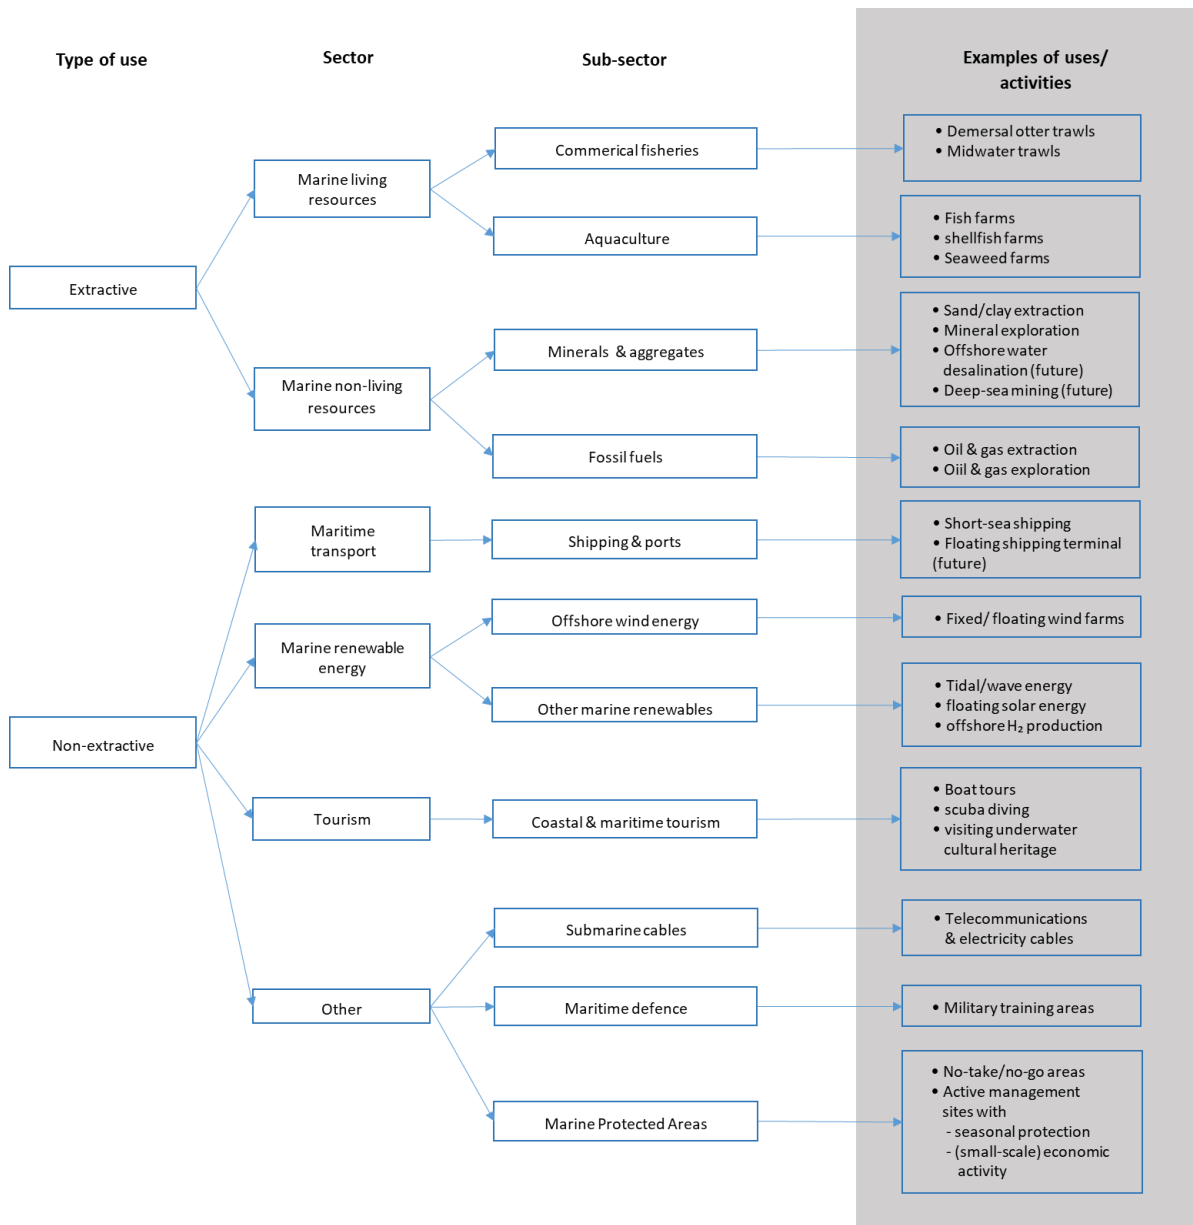 Type of use
Sector
Sub-sector
Examples of uses/
activities
Extractive
Marine living
resources
Commerical fisheries
• Demersal otter trawls
• Midwater trawls
Aquaculture
• Fish farms
• shellfish farms
• Seaweed farms
Marine non-living
resources
Minerals & aggregates
• Sand/clay extraction
• Mineral exploration
• Offshore water
desalination (future)
• Deep-sea mining (future)
Fossil fuels
• Oil & gas extraction
• Oiil & gas exploration
Non-extractive
Maritime
transport
Shipping & ports
• Short-sea shipping
• Floating shipping terminal
(future)
Marine renewable
energy
Offshore wind energy
• Fixed/ floating wind farms
Other marine renewables
• Tidal/wave energy
• floating solar energy
• offshore H₂ production
Tourism
Coastal & maritime tourism
• Boat tours
• scuba diving
• visiting underwater
cultural heritage
Other
Submarine cables
• Telecommunications
& electricity cables
Maritime defence
• Military training areas
Marine Protected Areas
• No-take/no-go areas
• Active management
sites with
- seasonal protection
- (small-scale) economic
activity